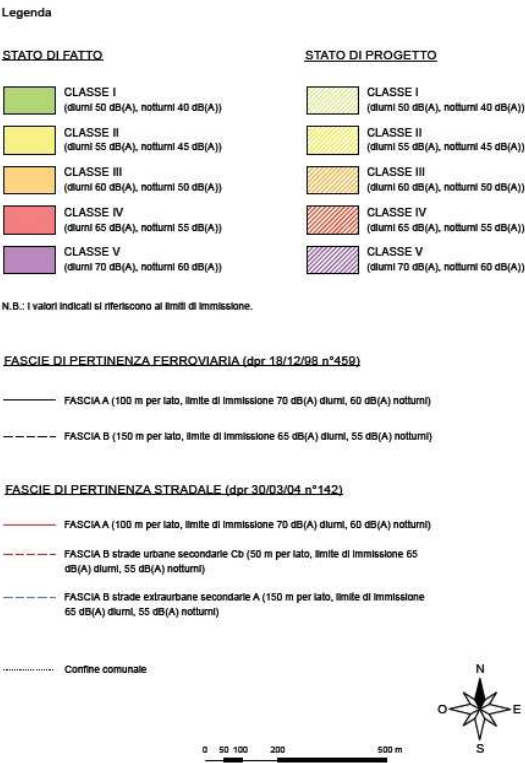 Legenda
STATO DI FATTO
CLASSE I
(diurni 50 dB(A), notturni 40 dB(A))
CLASSE II
(diurni 55 dB(A), notturni 45 dB(A))
CLASSE III
(diurni 60 dB(A), notturni 50 dB(A))
CLASSE IV
(diurni 65 dB(A), notturni 55 dB(A))
CLASSE V
(diurni 70 dB(A), notturni 60 dB(A))
STATO DI PROGETTO
CLASSE I
(diurni 50 dB(A), notturni 40 dB(A))
CLASSE II
(diurni 55 dB(A), notturni 45 dB(A))
CLASSE III
(diurni 60 dB(A), notturni 50 dB(A))
CLASSE IV
(diurni 65 dB(A), notturni 55 dB(A))
CLASSE V
(diurni 70 dB(A), notturni 60 dB(A))
N.B.: I valori indicati si riferiscono ai limiti di immissione.
FASCIE DI PERTINENZA FERROVIARIA (dpr 18/12/98 n°459)
FASCIA A (100 m per lato, limite di immissione 70 dB(A) diurni, 60 dB(A) notturni)
FASCIA B (150 m per lato, limite di immissione 65 dB(A) diurni, 55 dB(A) notturni)
FASCIE DI PERTINENZA STRADALE (dpr 30/03/04 n°142)
FASCIA A (100 m per lato, limite di immissione 70 dB(A) diurni, 60 dB(A) notturni)
FASCIA B strade urbane secondarie Cb (50 m per lato, limite di immissione 65
dB(A) diurni, 55 dB(A) notturni)
FASCIA B strade extraurbane secondarie A (150 m per lato, limite di immissione
65 dB(A) diurni, 55 dB(A) notturni)
Confine comunale
N
O E
S
0 50 100 200 500 m